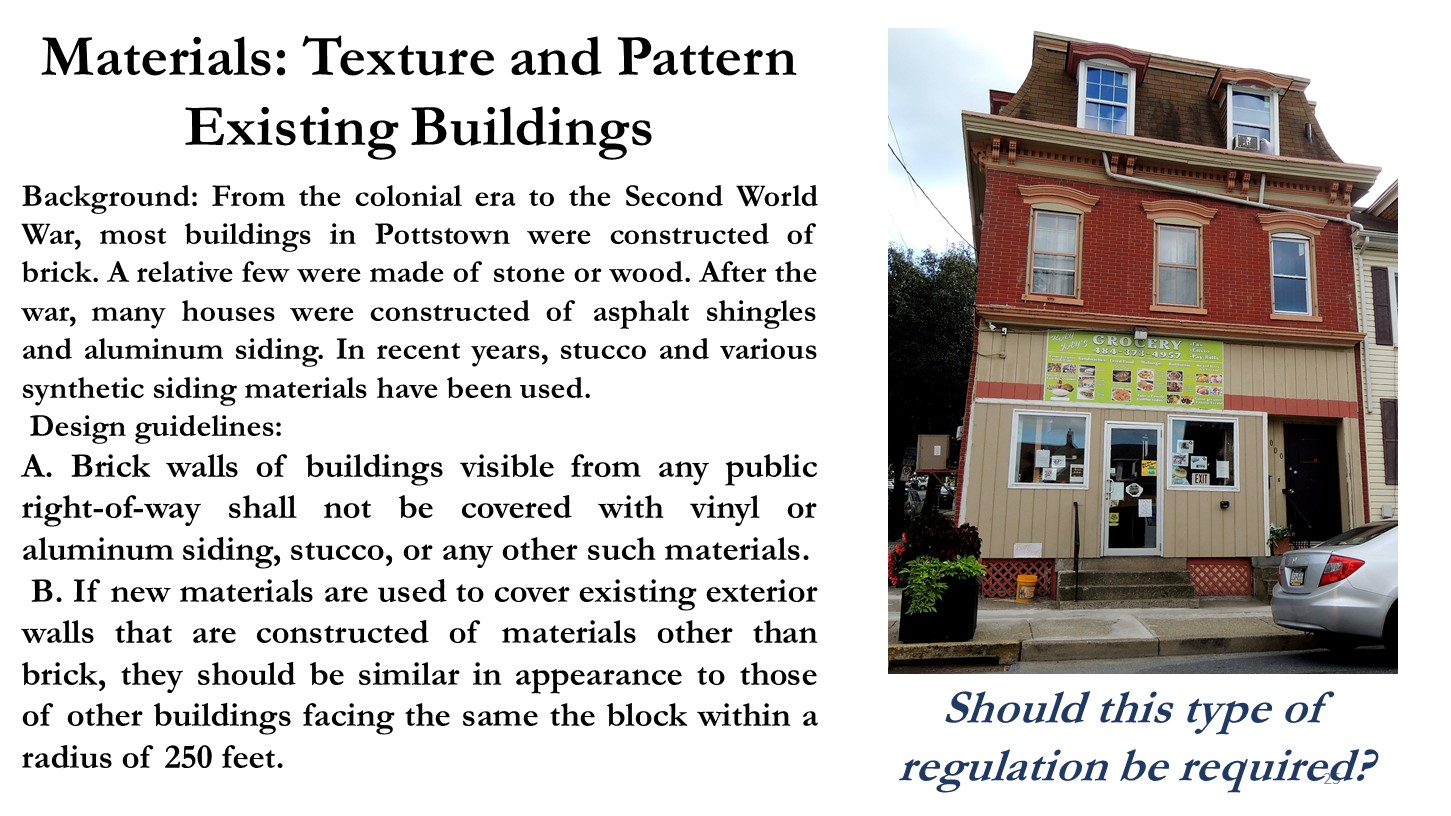 Materials: Texture and Pattern
Existing Buildings
Background: From the colonial era to the Second World
War, most buildings in Pottstown were constructed of
brick. A relative few were made of stone or wood. After the
war, many houses were constructed of asphalt shingles
and aluminum siding. In recent years, stucco and various
synthetic siding materials have been used.
Design guidelines:
A. Brick walls of buildings visible from any public
right-of-way shall not be covered with vinyl or
aluminum siding, stucco, or any other such materials.
B. If new materials are used to cover existing exterior
walls that are constructed of materials other than
brick, they should be similar in appearance to those
of other buildings facing the same the block within a
radius of 250 feet.
GROCERY
484-373-4957
EXIT
Should this type of
regulation be required?